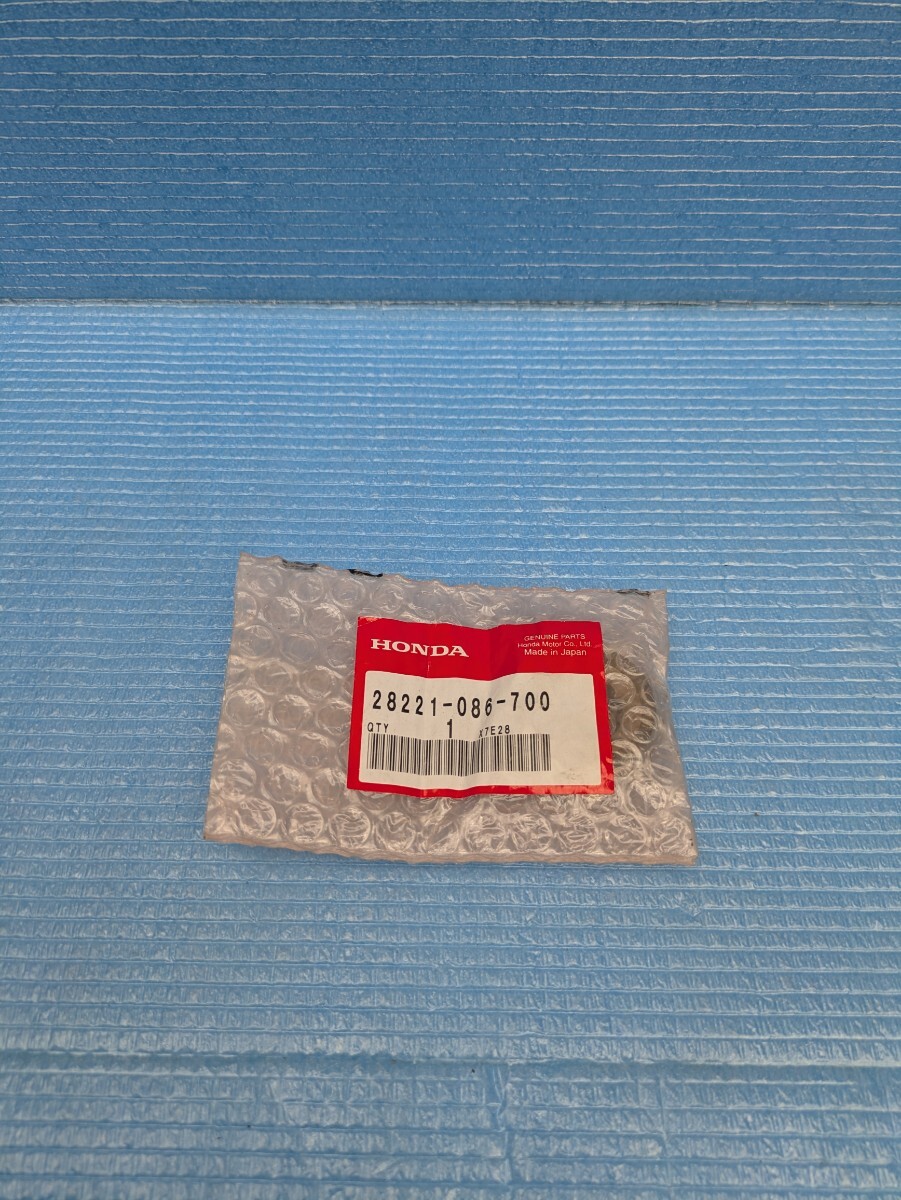 HONDA
GENUINE PARTS
Honda Motor Co., Ltd.
Made in Japan
28221-086-700
QTY 1 X7E28